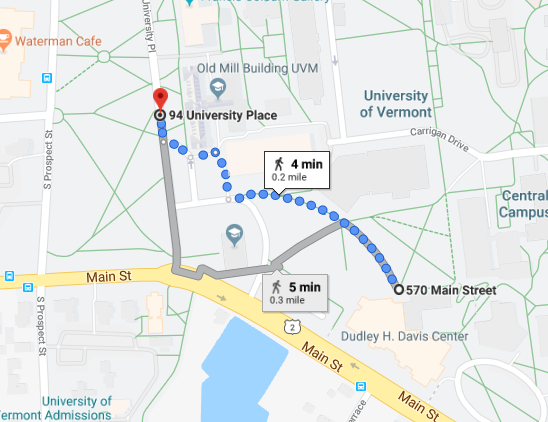 University Pl
Waterman Cafe
Old Mill Building UVM
University
of Vermont
94 University Place
Carrigan Drive
S Prospect St
4 min
0.2 mile
Central
Campus
Main St
5 min
0.3 mile
570 Main Street
S Prospect St
2
Dudley H. Davis Center
Main St
University of
Vermont Admissions
Main St